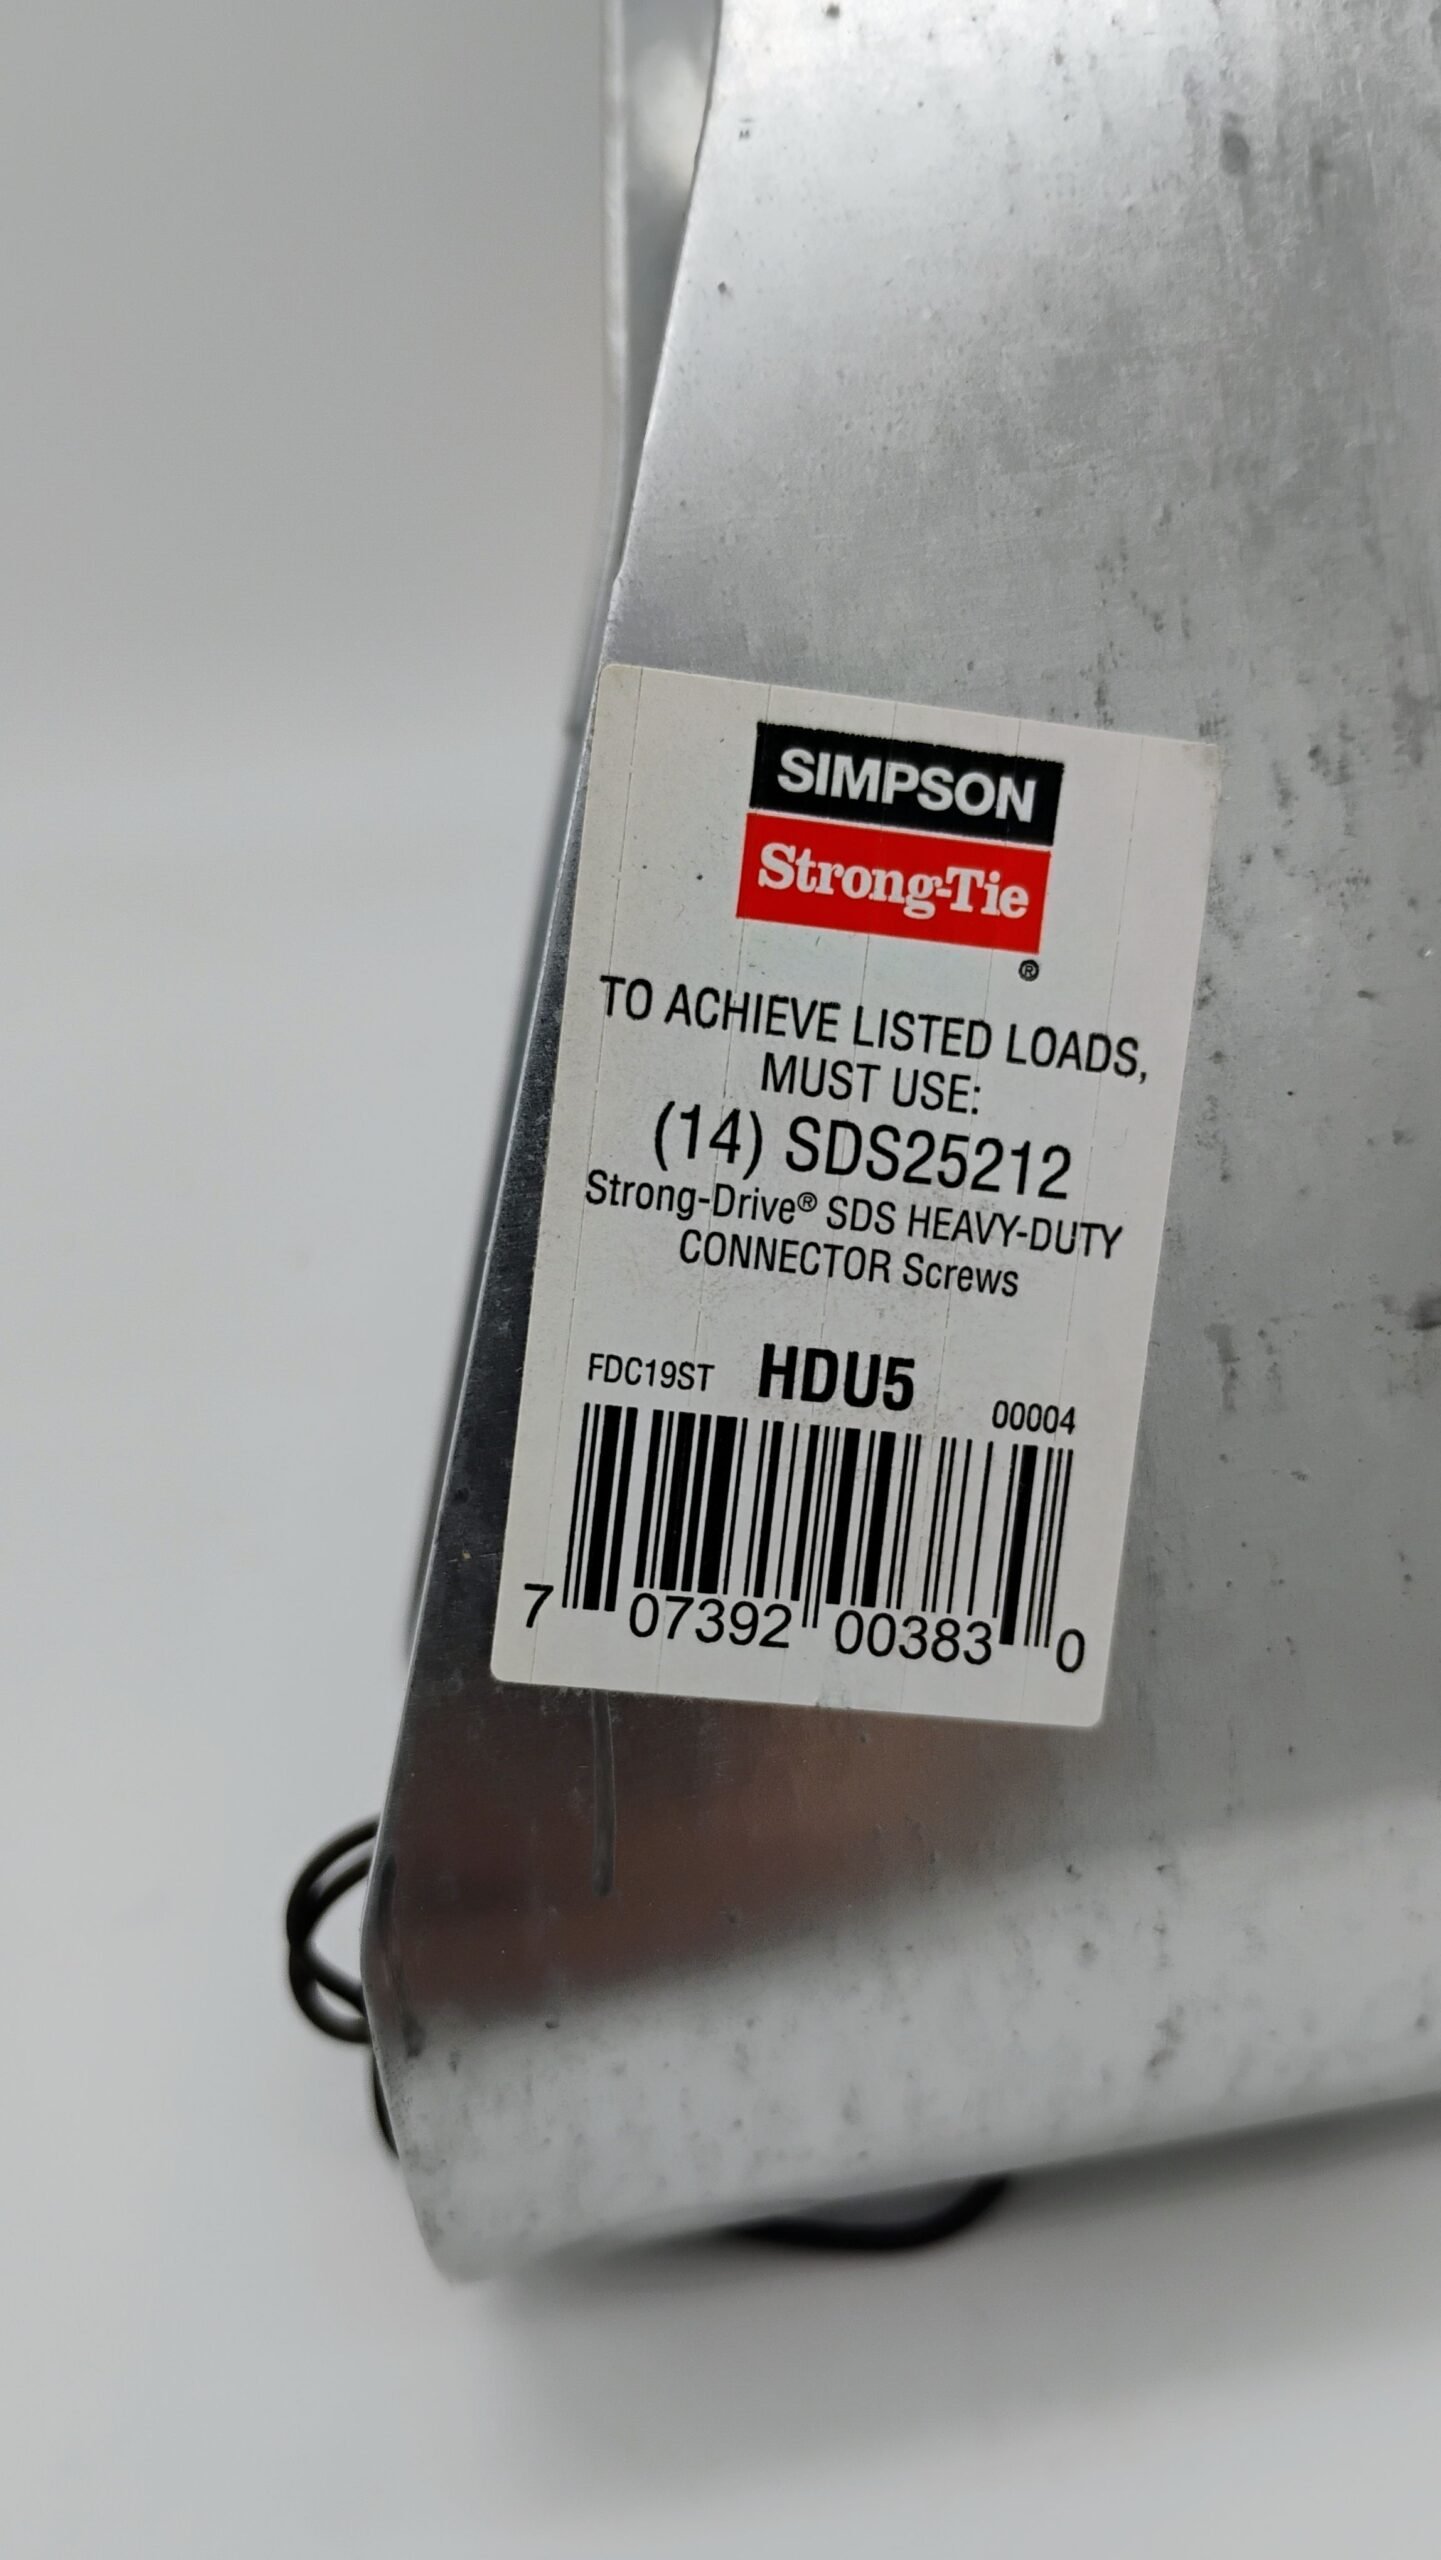 SIMPSON
Strong-Tie
®
TO ACHIEVE LISTED LOADS,
MUST USE:
(14) SDS25212
Strong-Drive® SDS HEAVY-DUTY
CONNECTOR Screws
FDC19ST HDU5 00004
7 07392 00383 0